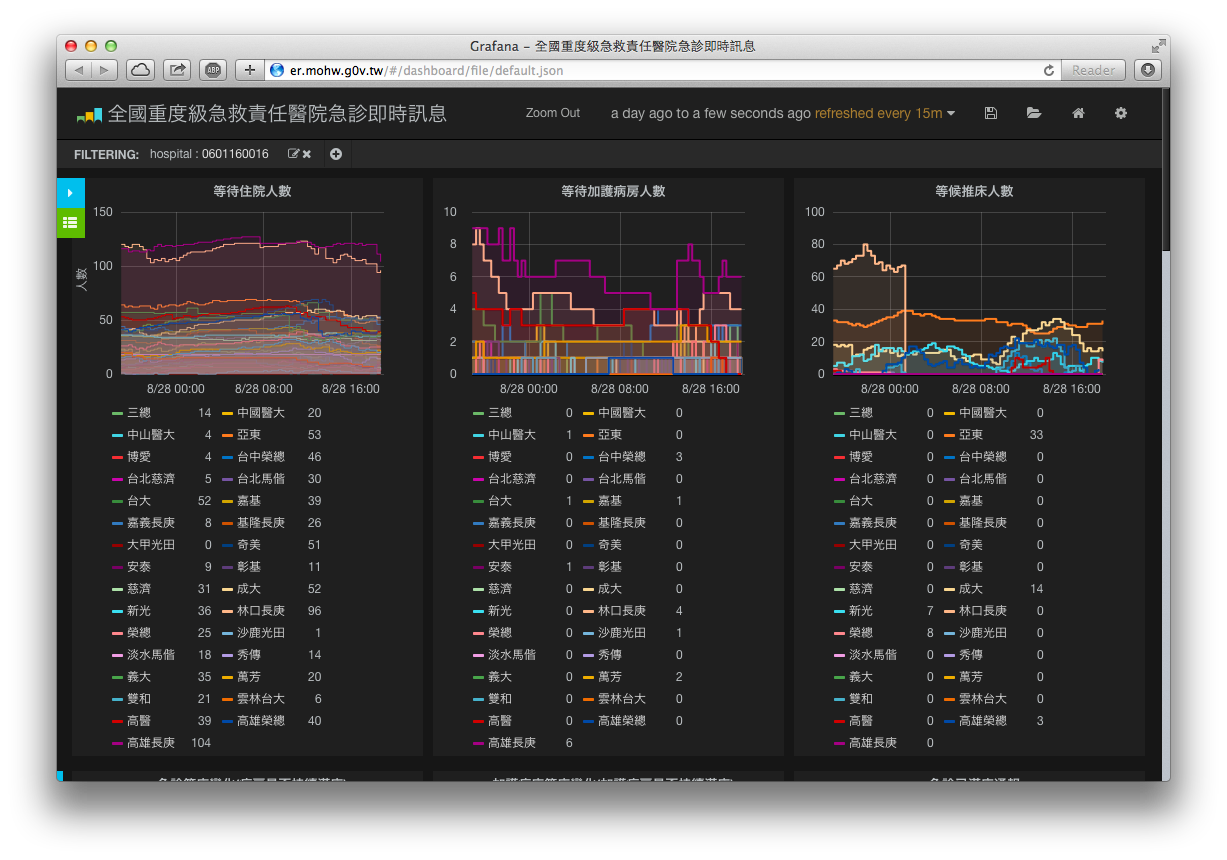 Grafana – 全國重度級急救責任醫院急診即時訊息
ABP
er.mohw.g0v.tw/#/dashboard/file/default.json
Reader
全國重度級急救責任醫院急診即時訊息
Zoom Out
a day ago to a few seconds ago refreshed every 15m
FILTERING: hospital : 0601160016
等待住院人數
150
100
50
0
人數
8/28 00:00 8/28 08:00 8/28 16:00
三總 14 中國醫大 20
中山醫大 4 亞東 53
博愛 4 台中榮總 46
台北慈濟 5 台北馬偕 30
台大 52 嘉基 39
嘉義長庚 8 基隆長庚 26
大甲光田 0 奇美 51
安泰 9 彰基 11
慈濟 31 成大 52
新光 36 林口長庚 96
榮總 25 沙鹿光田 1
淡水馬偕 18 秀傳 14
義大 35 萬芳 20
雙和 21 雲林台大 6
高醫 39 高雄榮總 40
高雄長庚 104
等待加護病房人數
10
8
6
4
2
0
8/28 00:00 8/28 08:00 8/28 16:00
三總 0 中國醫大 0
中山醫大 1 亞東 0
博愛 0 台中榮總 3
台北慈濟 0 台北馬偕 0
台大 1 嘉基 1
嘉義長庚 0 基隆長庚 0
大甲光田 0 奇美 0
安泰 1 彰基 0
慈濟 0 成大 0
新光 0 林口長庚 4
榮總 0 沙鹿光田 1
淡水馬偕 0 秀傳 0
義大 0 萬芳 2
雙和 0 雲林台大 0
高醫 0 高雄榮總 0
高雄長庚 6
等候推床人數
100
80
60
40
20
0
8/28 00:00 8/28 08:00 8/28 16:00
三總 0 中國醫大 0
中山醫大 0 亞東 33
博愛 0 台中榮總 0
台北慈濟 0 台北馬偕 0
台大 0 嘉基 0
嘉義長庚 0 基隆長庚 0
大甲光田 0 奇美 0
安泰 0 彰基 0
慈濟 0 成大 14
新光 7 林口長庚 0
榮總 8 沙鹿光田 0
淡水馬偕 0 秀傳 0
義大 0 萬芳 0
雙和 0 雲林台大 0
高醫 0 高雄榮總 3
高雄長庚 0